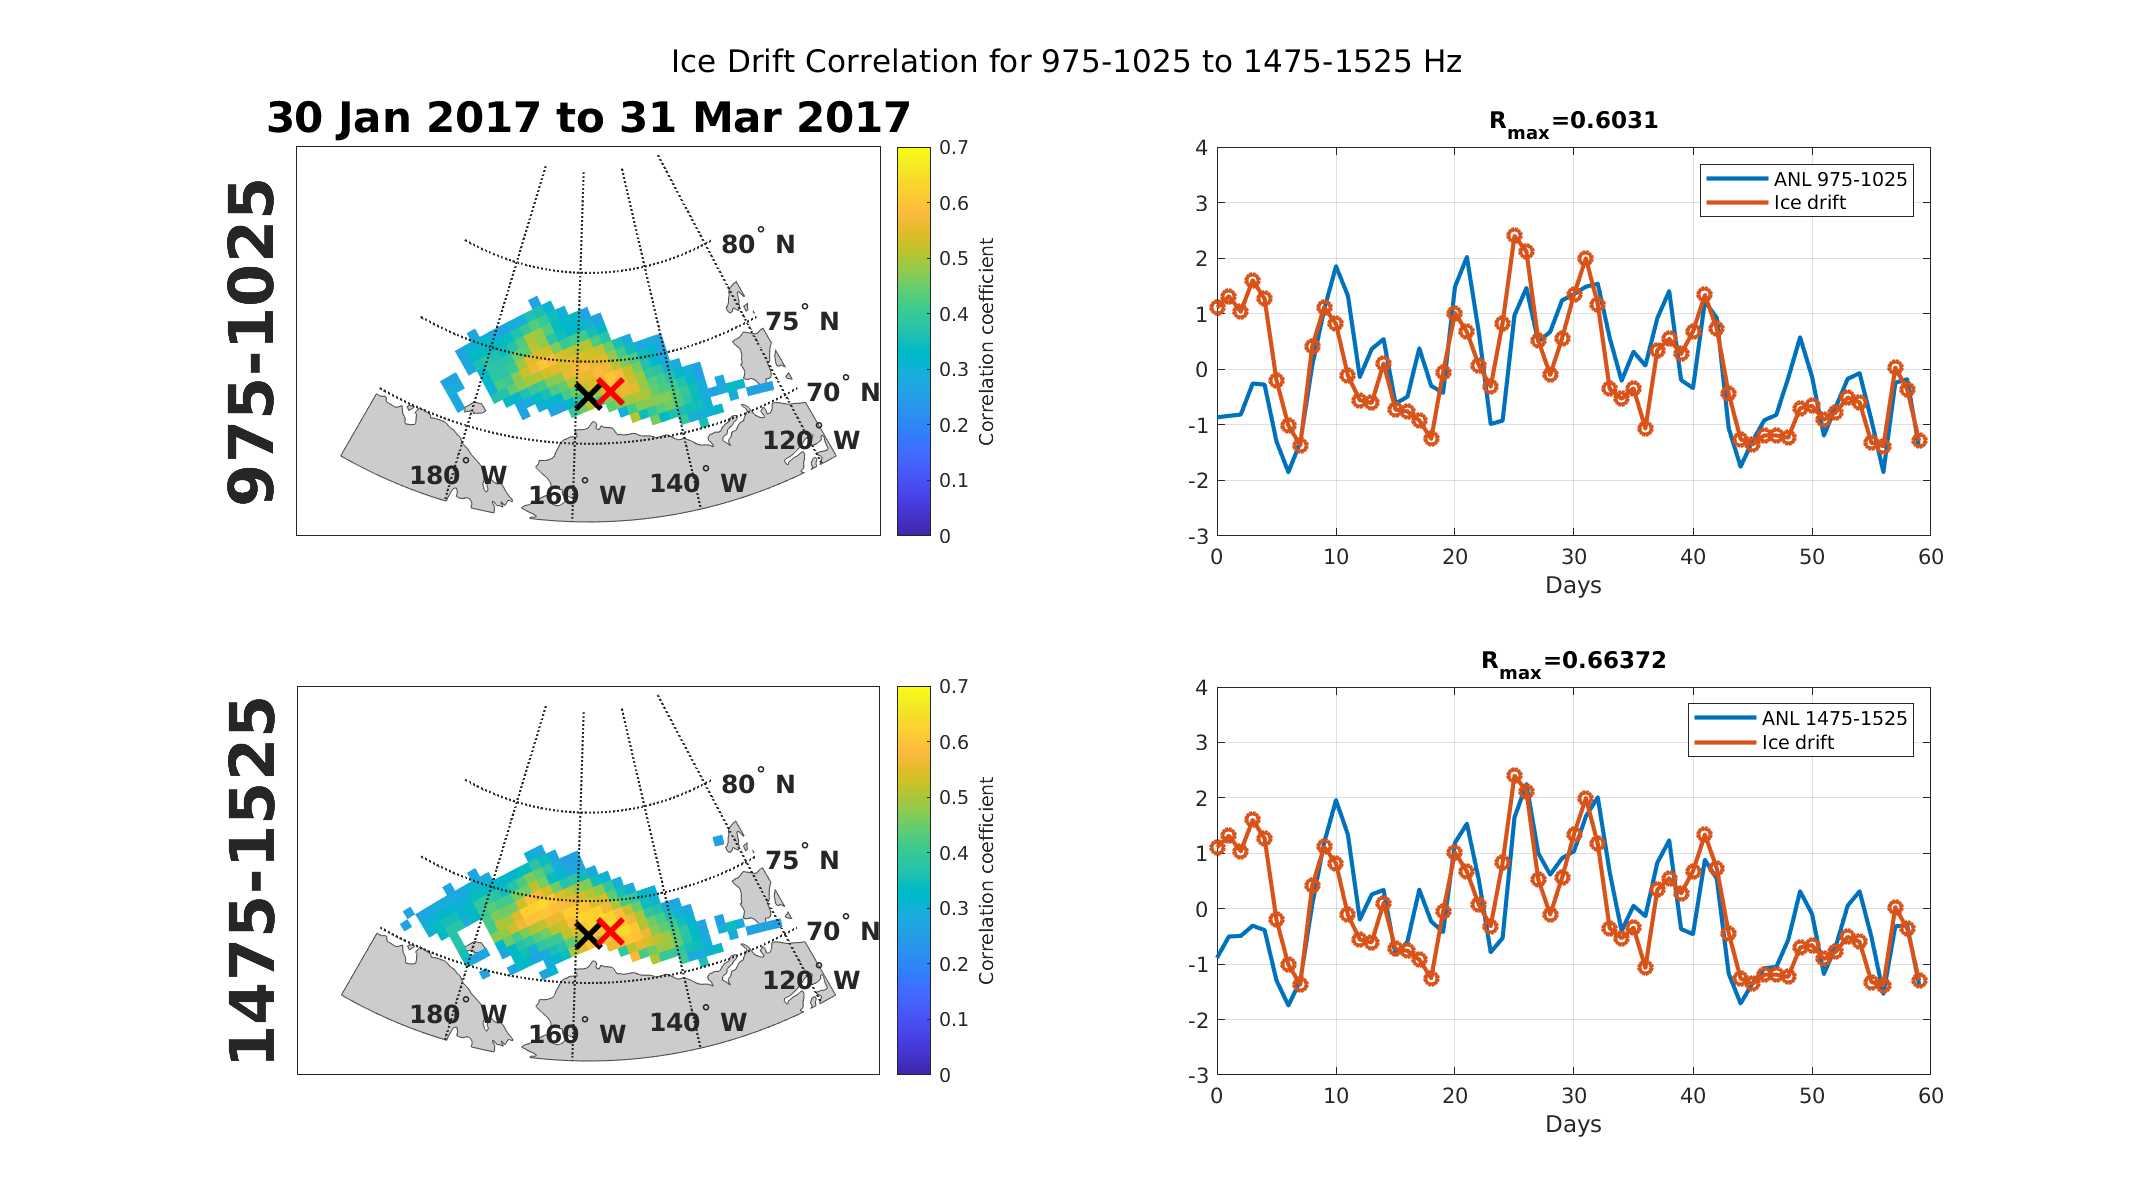 Ice Drift Correlation for 975-1025 to 1475-1525 Hz
30 Jan 2017 to 31 Mar 2017
975-1025
80° N
75° N
70° N
120° W
180° W
160° W
140° W
0.7
0.6
0.5
0.4
0.3
0.2
0.1
0
Correlation coefficient
Rmax=0.6031
ANL 975-1025
Ice drift
4
3
2
1
0
-1
-2
-3
0 10 20 30 40 50 60
Days
1475-1525
80° N
75° N
70° N
120° W
180° W
160° W
140° W
0.7
0.6
0.5
0.4
0.3
0.2
0.1
0
Correlation coefficient
Rmax=0.66372
ANL 1475-1525
Ice drift
4
3
2
1
0
-1
-2
-3
0 10 20 30 40 50 60
Days